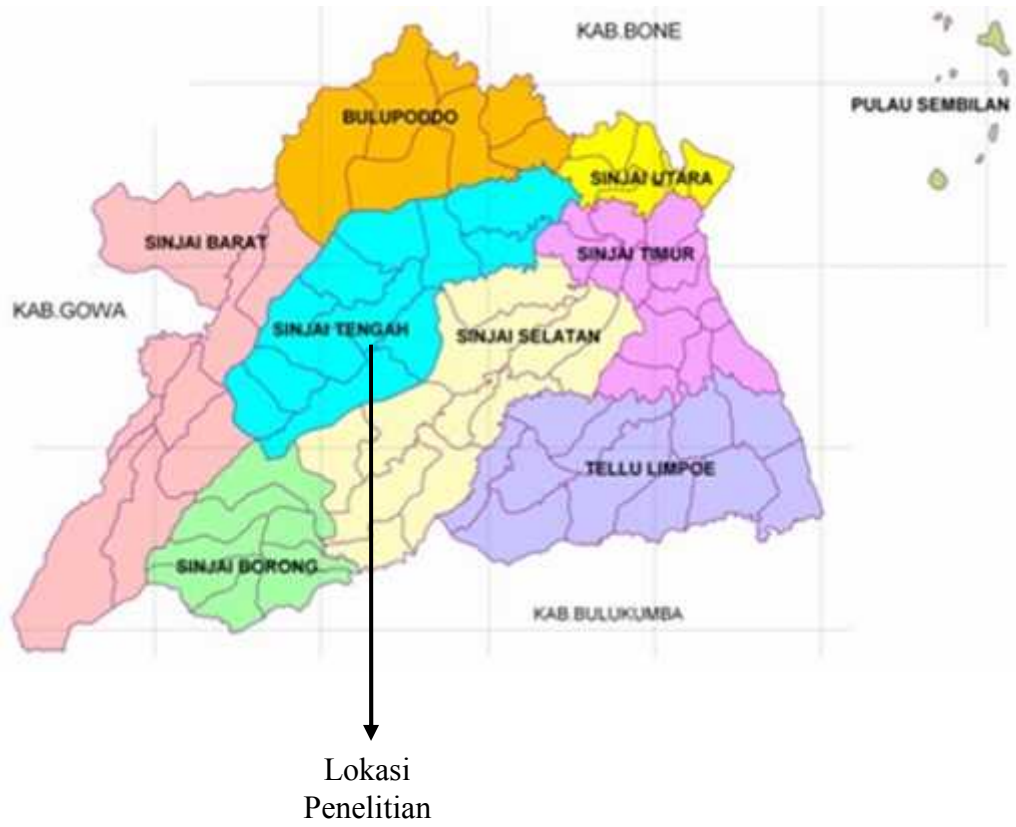 KAB.BONE
PULAU SEMBILAN
BULUPODDO
SINJAI UTARA
SINJAI BARAT
SINJAI TIMUR
KAB.GOWA
SINJAI TENGAH
SINJAI SELATAN
TELLU LIMPOE
SINJAI BORONG
KAB.BULUKUMBA
Lokasi
Penelitian